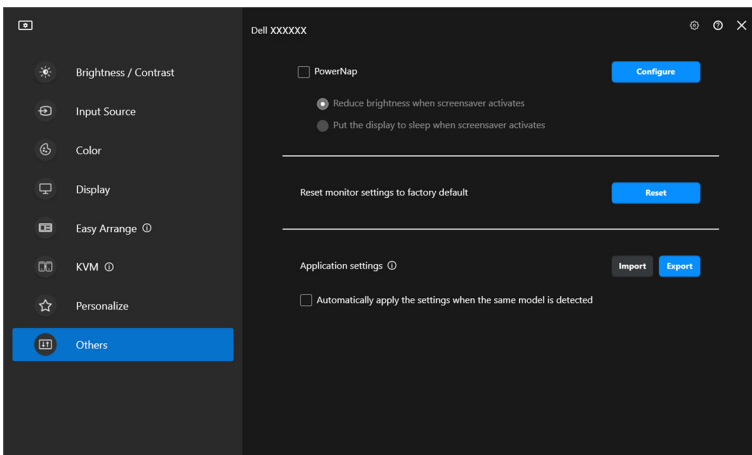 Dell XXXXXX
Brightness / Contrast
Input Source
Color
Display
Easy Arrange
KVM
Personalize
Others
PowerNap
Configure
Reduce brightness when screensaver activates
Put the display to sleep when screensaver activates
Reset monitor settings to factory default
Reset
Application settings
Import
Export
Automatically apply the settings when the same model is detected